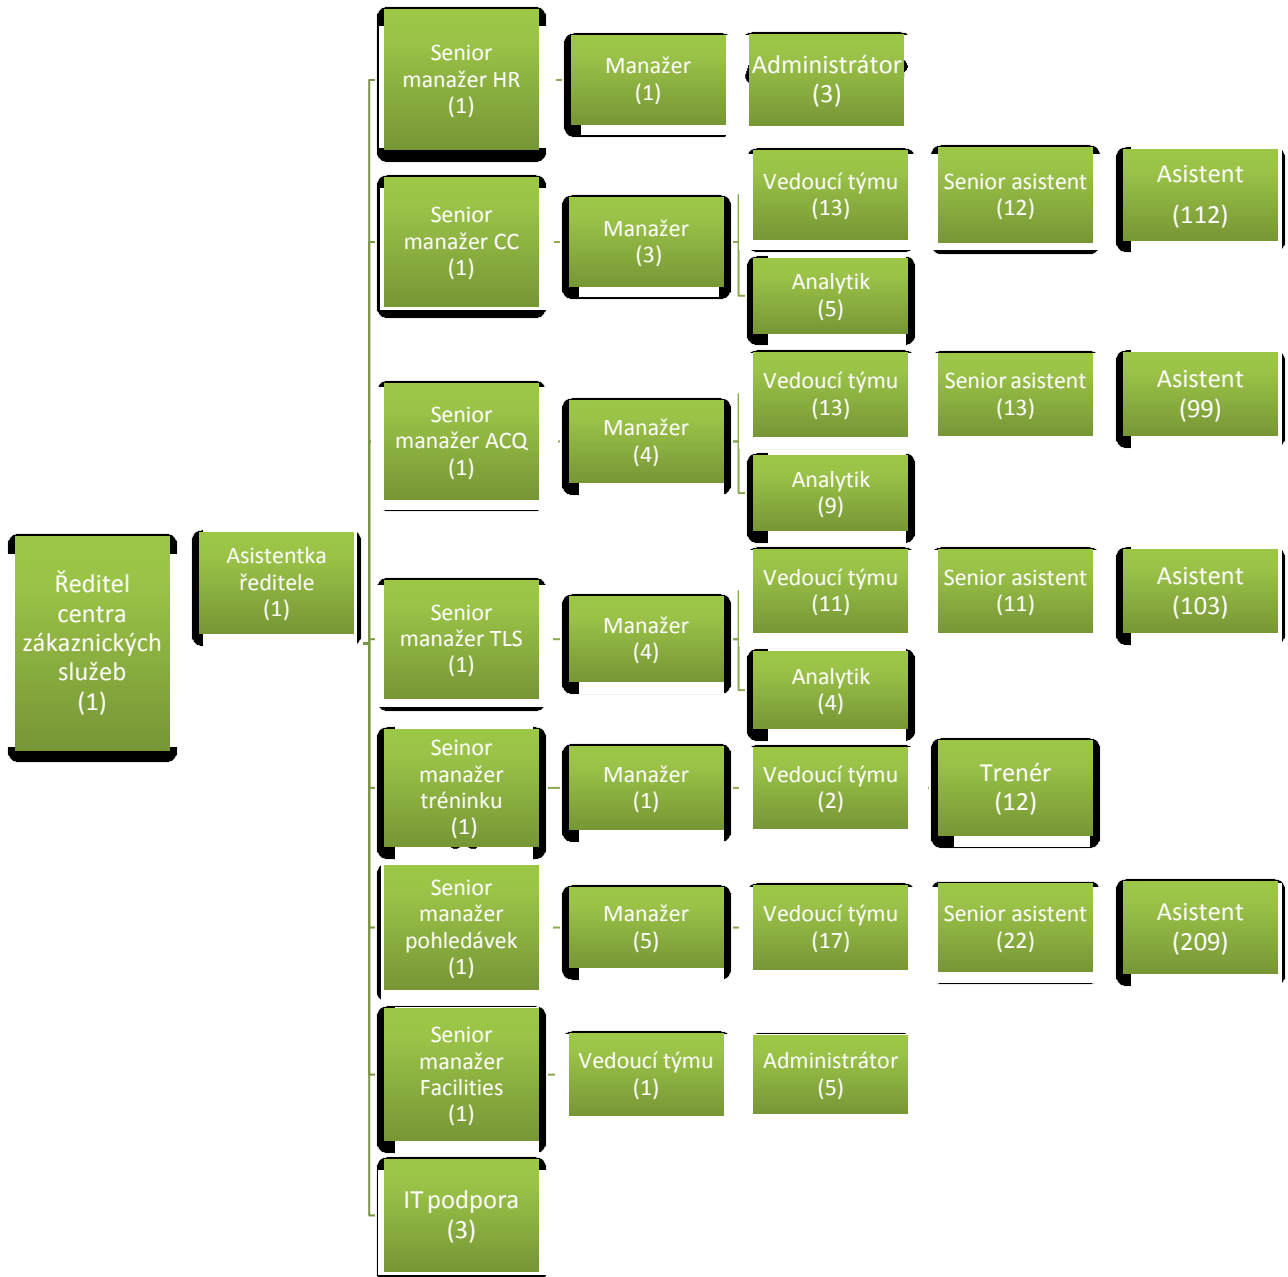 Ředitel
centra
zákaznických
služeb
(1)
Asistentka
ředitele
(1)
Senior
manažer HR
(1)
Manažer
(1)
Administrátor
(3)
Senior
manažer CC
(1)
Manažer
(3)
Vedoucí týmu
(13)
Senior asistent
(12)
Asistent
(112)
Analytik
(5)
Senior
manažer ACQ
(1)
Manažer
(4)
Vedoucí týmu
(13)
Senior asistent
(13)
Asistent
(99)
Analytik
(9)
Senior
manažer TLS
(1)
Manažer
(4)
Vedoucí týmu
(11)
Senior asistent
(11)
Asistent
(103)
Analytik
(4)
Seinor
manažer
tréninku
(1)
Manažer
(1)
Vedoucí týmu
(2)
Trenér
(12)
Senior
manažer
pohledávek
(1)
Manažer
(5)
Vedoucí týmu
(17)
Senior asistent
(22)
Asistent
(209)
Senior
manažer
Facilities
(1)
Vedoucí týmu
(1)
Administrátor
(5)
IT podpora
(3)